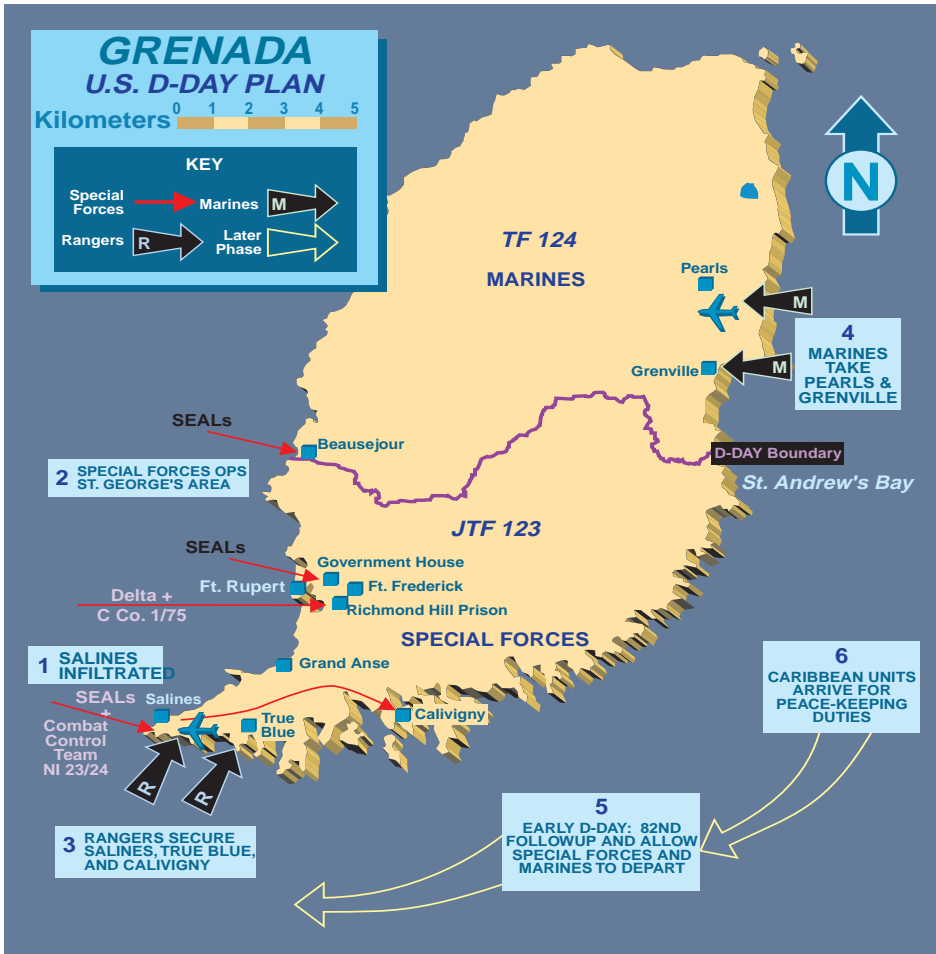 GRENADA
U.S. D-DAY PLAN
0 1 2 3 4 5
Kilometers
KEY
Special
Forces
Marines
M
Rangers
R
Later
Phase
N
TF 124
MARINES
Pearls
M
4
MARINES
TAKE
PEARLS &
GRENVILLE
Grenville
M
SEALs
Beausejour
D-DAY Boundary
2
SPECIAL FORCES OPS
ST. GEORGE'S AREA
St. Andrew's Bay
JTF 123
SEALs
Government House
Ft. Rupert
Ft. Frederick
Delta +
C Co. 1/75
Richmond Hill Prison
SPECIAL FORCES
1
SALINES
INFILTRATED
Grand Anse
SEALs
+
Combat
Control
Team
NI 23/24
Salines
True
Blue
Calivigny
R
R
6
CARIBBEAN UNITS
ARRIVE FOR
PEACE-KEEPING
DUTIES
3
RANGERS SECURE
SALINES, TRUE BLUE,
AND CALIVIGNY
5
EARLY D-DAY: 82ND
FOLLOWUP AND ALLOW
SPECIAL FORCES AND
MARINES TO DEPART